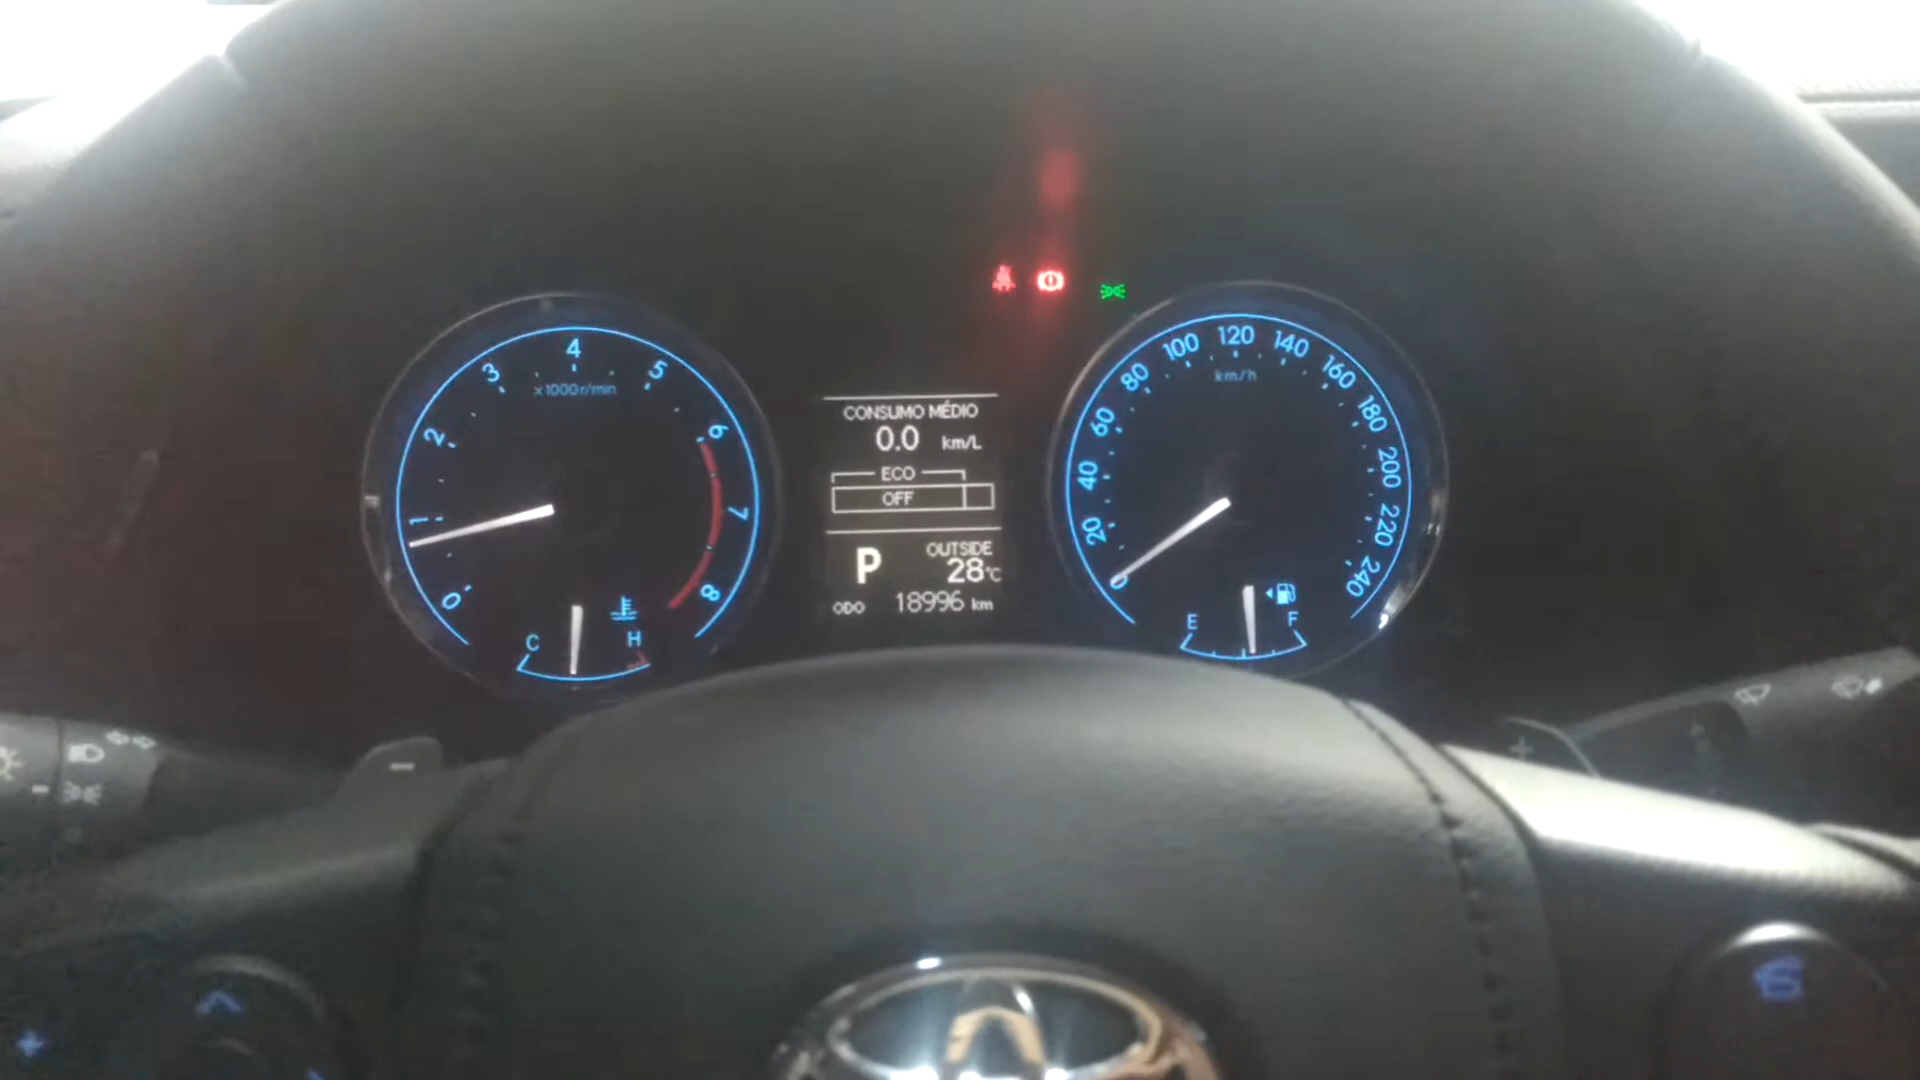 0
1
2
3
4
5
6
7
8
x1000r/min
C
H
CONSUMO MÉDIO
0.0 km/L
ECO
OFF
P
OUTSIDE
28°C
ODO 18996 km
0
20
40
60
80
100
120
140
160
180
200
220
240
km/h
E
F